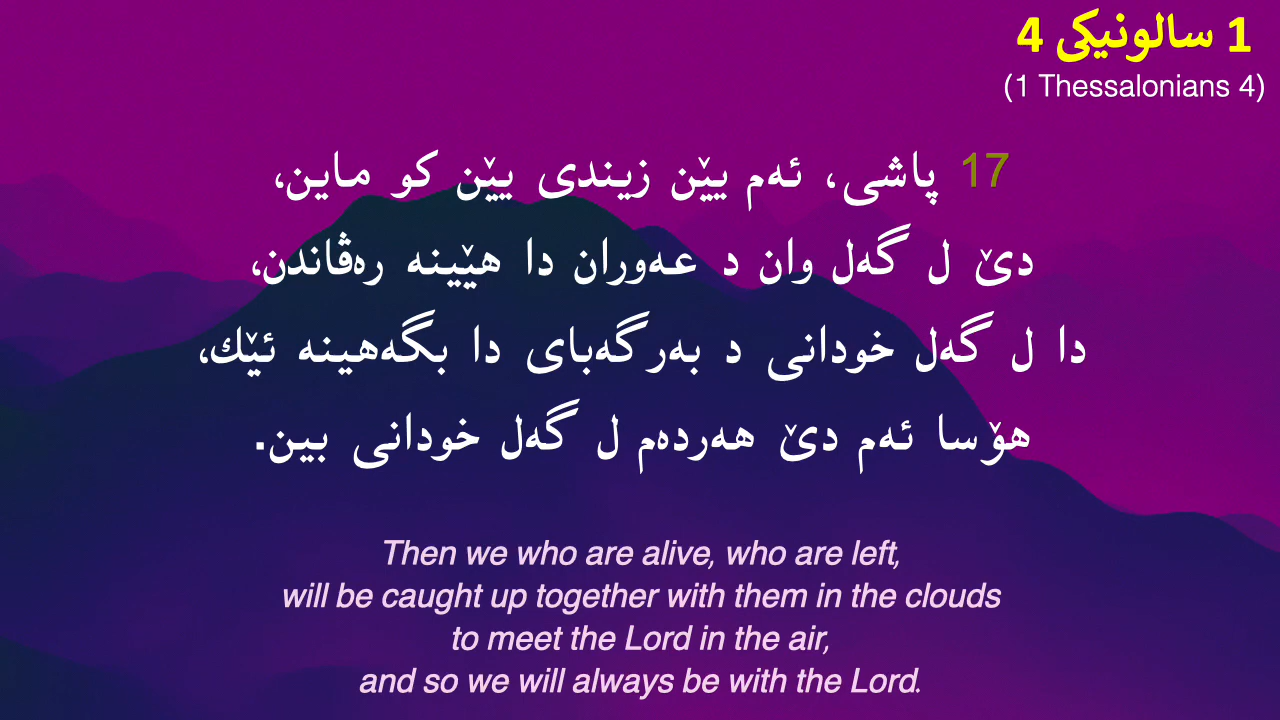 1 سالونیکی 4
(1 Thessalonians 4)
17 پاشی، ئەم یێن زیندی یێن کو ماین،
دێ ل گەل وان د عەوران دا هێینە رەڤاندن،
دا ل گەل خودانی د بەرگەبای دا بگەهینە ئێك،
هۆسا ئەم دێ هەردەم ل گەل خودانی بین.
Then we who are alive, who are left,
will be caught up together with them in the clouds
to meet the Lord in the air,
and so we will always be with the Lord.